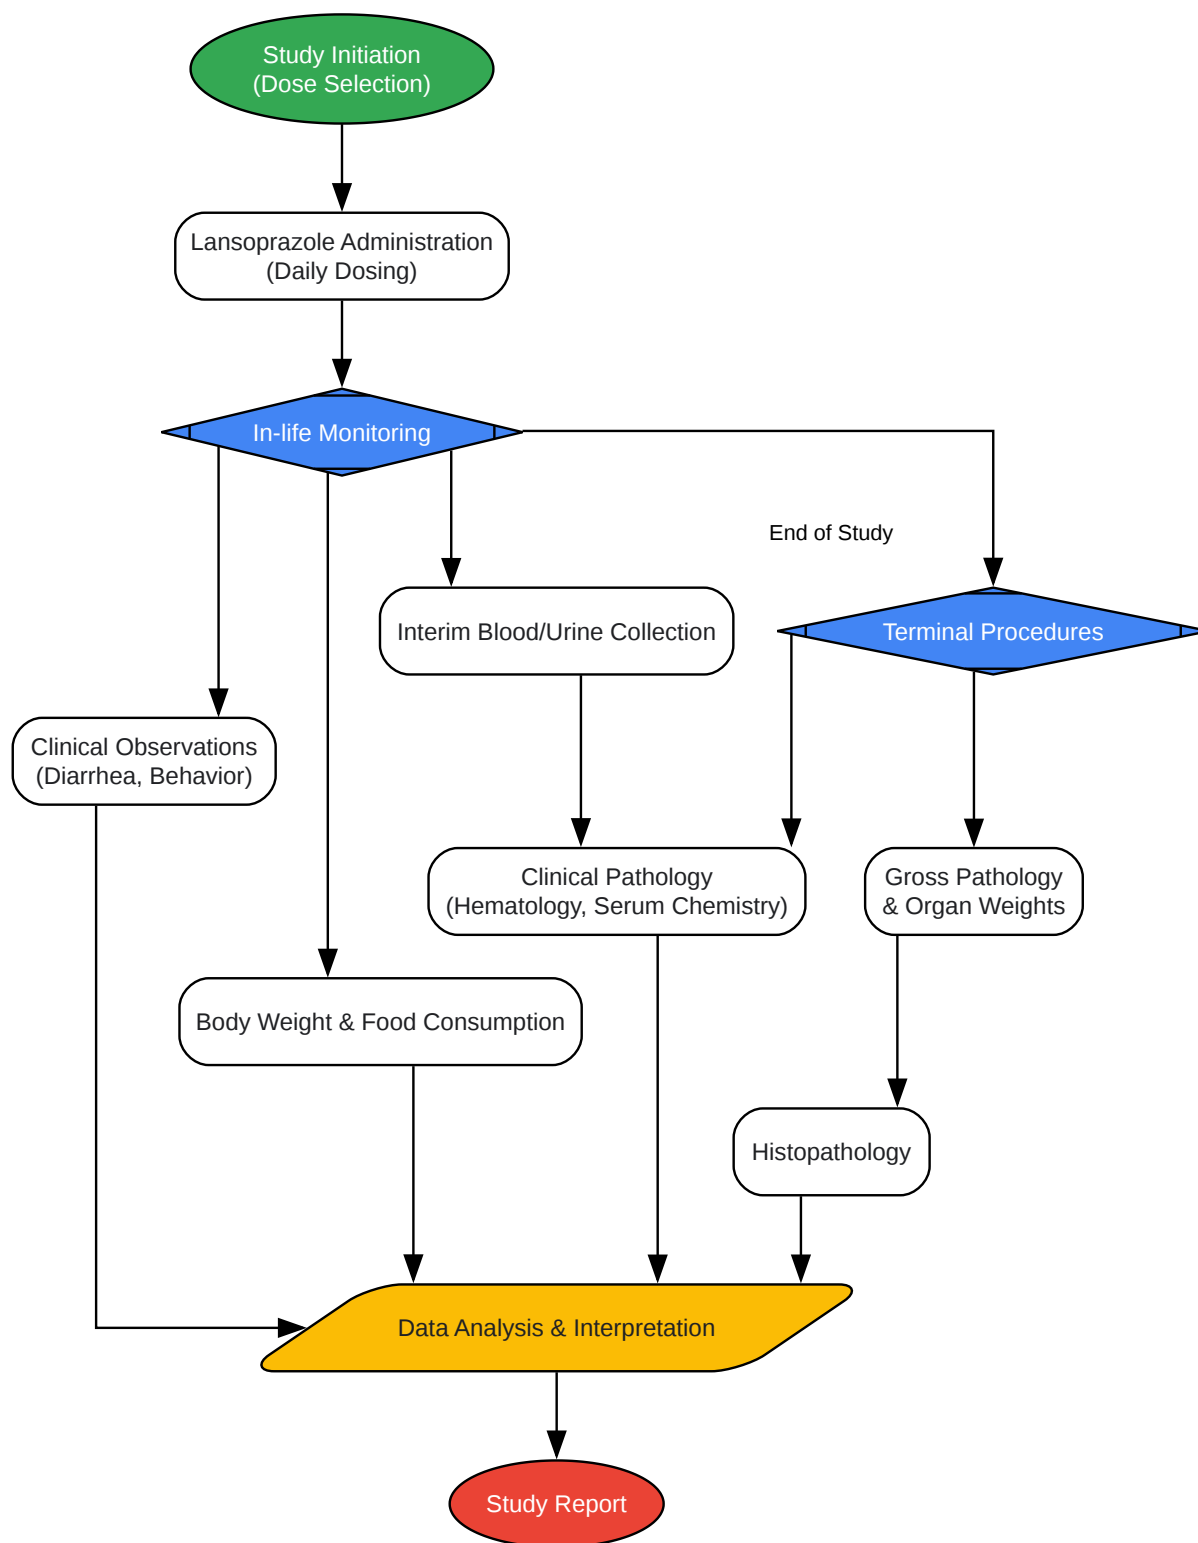 Study Initiation
(Dose Selection)
Lansoprazole Administration
(Daily Dosing)
In-life Monitoring
End of Study
Interim Blood/Urine Collection
Terminal Procedures
Clinical Observations
(Diarrhea, Behavior)
Clinical Pathology
(Hematology, Serum Chemistry)
Gross Pathology
& Organ Weights
Body Weight & Food Consumption
Histopathology
Data Analysis & Interpretation
Study Report